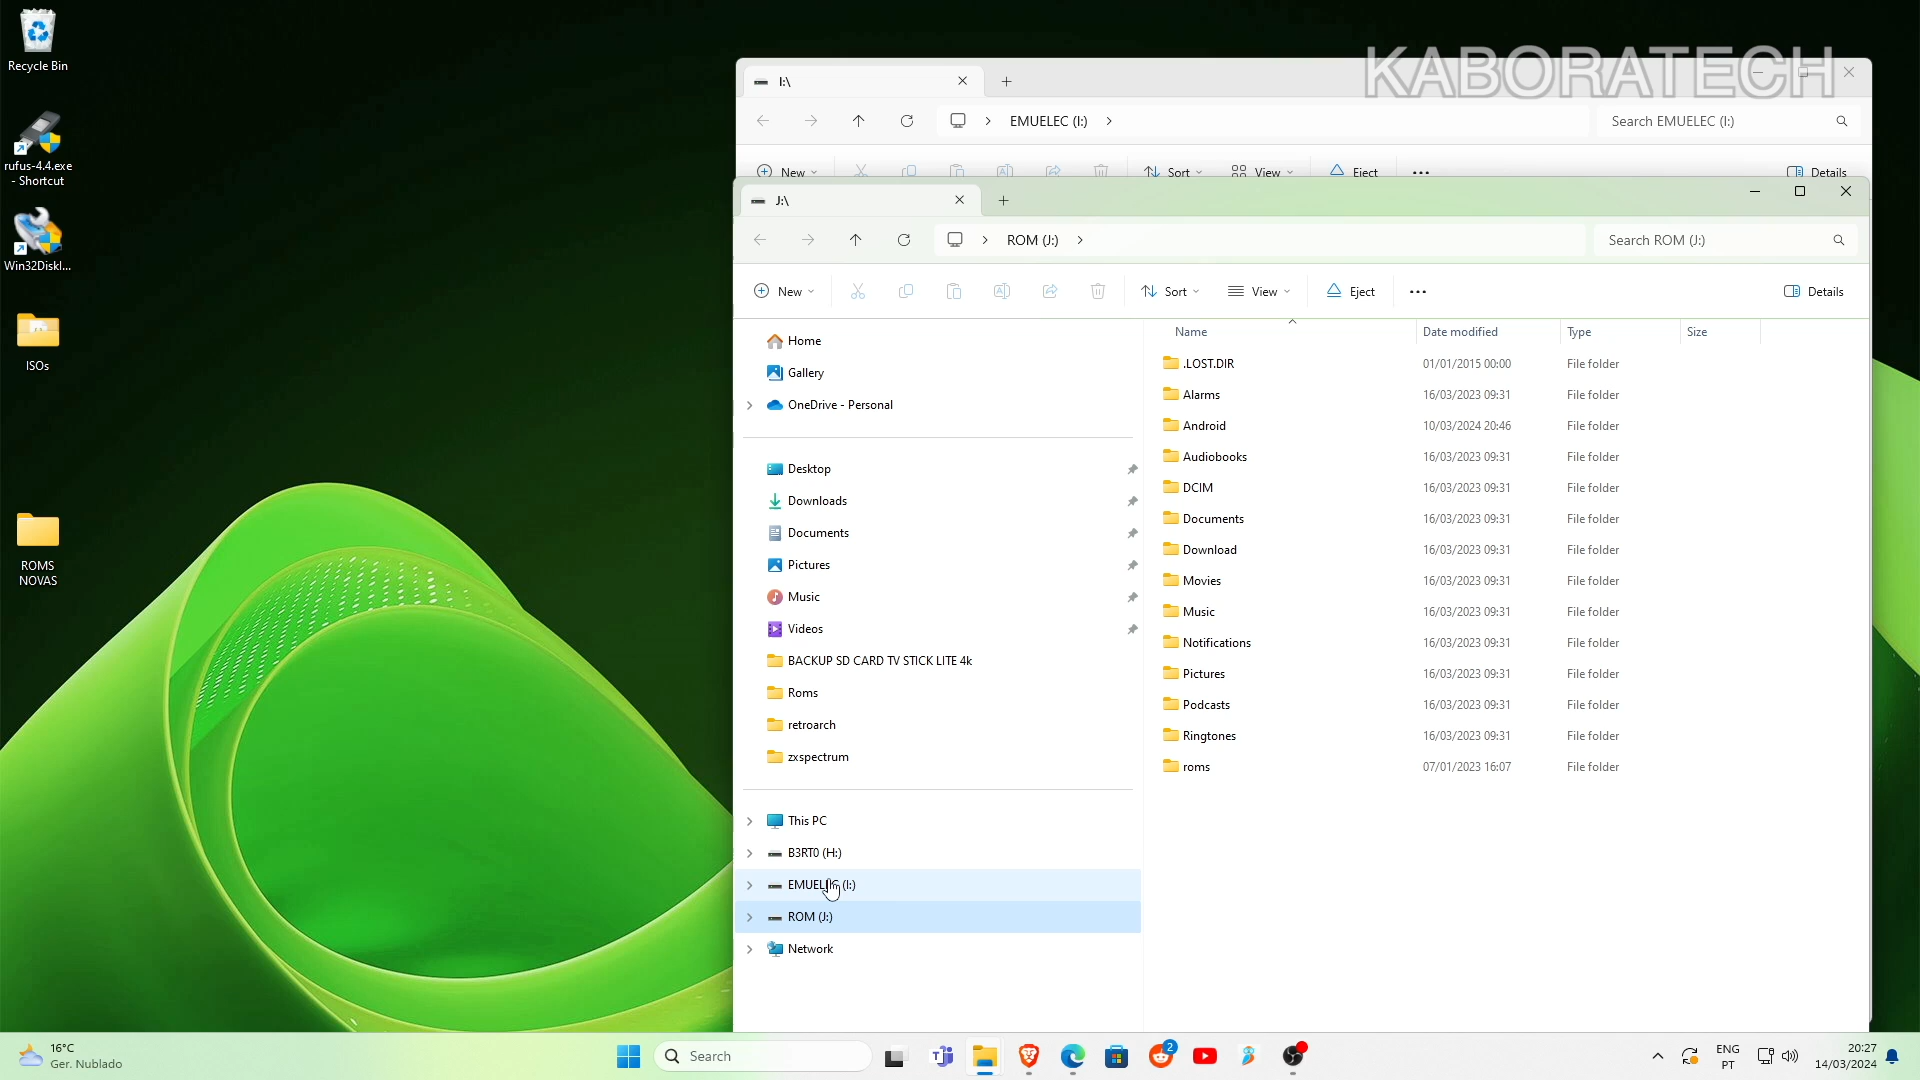 Recycle Bin
rufus-4.4.exe
- Shortcut
Win32DiskI...
ISOs
ROMS
NOVAS
KABORATECH
I:\
EMUELEC (I:)
Search EMUELEC (I:)
New
Sort
View
Eject
Details
J:\
ROM (J:)
Search ROM (J:)
New
Sort
View
Eject
Details
Home
Gallery
OneDrive - Personal
Desktop
Downloads
Documents
Pictures
Music
Videos
BACKUP SD CARD TV STICK LITE 4k
Roms
retroarch
zxspectrum
This PC
B3RT0 (H:)
EMUELEC (I:)
ROM (J:)
Network
Name Date modified Type Size
.LOST.DIR 01/01/2015 00:00 File folder
Alarms 16/03/2023 09:31 File folder
Android 10/03/2024 20:46 File folder
Audiobooks 16/03/2023 09:31 File folder
DCIM 16/03/2023 09:31 File folder
Documents 16/03/2023 09:31 File folder
Download 16/03/2023 09:31 File folder
Movies 16/03/2023 09:31 File folder
Music 16/03/2023 09:31 File folder
Notifications 16/03/2023 09:31 File folder
Pictures 16/03/2023 09:31 File folder
Podcasts 16/03/2023 09:31 File folder
Ringtones 16/03/2023 09:31 File folder
roms 07/01/2023 16:07 File folder
16°C
Ger. Nublado
Search
2
ENG
PT
20:27
14/03/2024